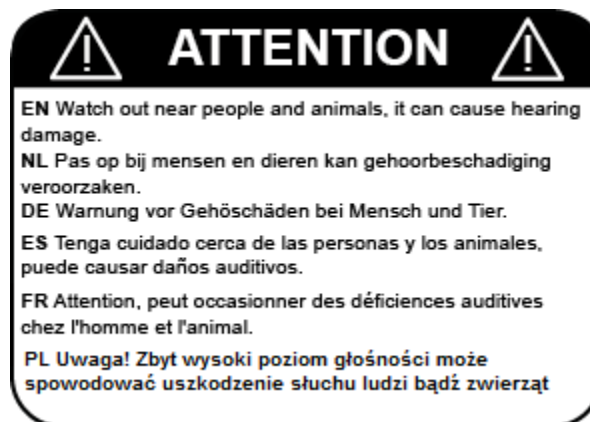 ATTENTION
EN Watch out near people and animals, it can cause hearing
damage.
NL Pas op bij mensen en dieren kan gehoorbeschadiging
veroorzaken.
DE Warnung vor Gehöschäden bei Mensch und Tier.
ES Tenga cuidado cerca de las personas y los animales,
puede causar daños auditivos.
FR Attention, peut occasionner des déficiences auditives
chez l'homme et l'animal.
PL Uwaga! Zbyt wysoki poziom głośności może
spowodować uszkodzenie słuchu ludzi bądź zwierząt